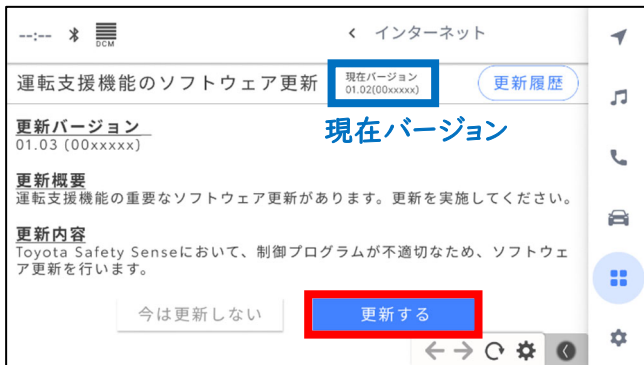 --:--
DCM
インターネット
運転支援機能のソフトウェア更新
現在バージョン
01.02(00xxxxx)
更新履歴
現在バージョン
更新バージョン
01.03 (00xxxxx)
更新概要
運転支援機能の重要なソフトウェア更新があります。更新を実施してください。
更新内容
Toyota Safety Senseにおいて、制御プログラムが不適切なため、ソフトウェ
ア更新を行います。
今は更新しない
更新する